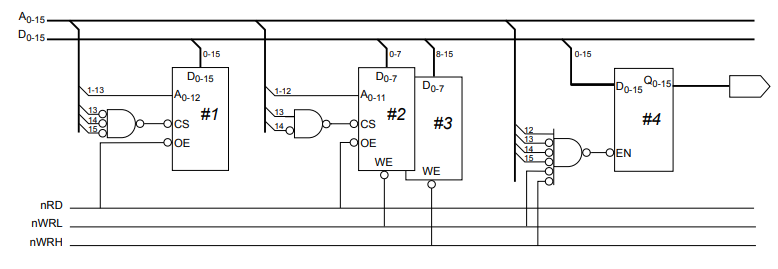 A0-15
D0-15
0-15
0-7
8-15
0-15
D0-15
D0-7
D0-7
D0-15
Q0-15
1-13
A0-12
1-12
A0-11
#1
#2
#3
#4
13
14
15
CS
13
14
CS
12
13
14
15
OE
OE
EN
WE
WE
nRD
nWRL
nWRH